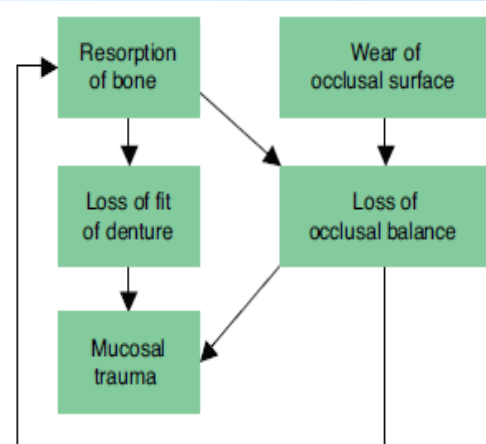 Resorption
of bone
Wear of
occlusal surface
Loss of fit
of denture
Loss of
occlusal balance
Mucosal
trauma